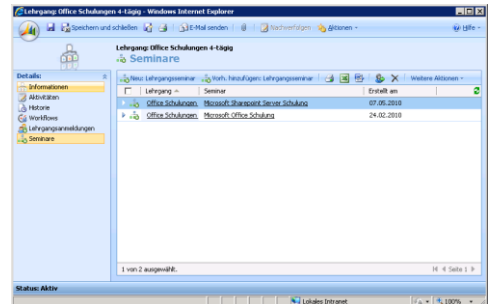 Lehrgang: Office Schulungen 4-tägig - Windows Internet Explorer
Speichern und schließen E-Mail senden Nachverfolgen Aktionen Hilfe
Lehrgang: Office Schulungen 4-tägig
Seminare
Details:
Informationen
Aktivitäten
Historie
Workflows
Lehrgangsanmeldungen
Seminare
Neu: Lehrgangsseminar Vorh. hinzufügen: Lehrgangsseminar Weitere Aktionen
Lehrgang Seminar Erstellt am
Office Schulungen Microsoft Sharepoint Server Schulung 07.05.2010
Office Schulungen Microsoft Office Schulung 24.02.2010
1 von 2 ausgewählt. Seite 1
Status: Aktiv
Lokales Intranet 100%